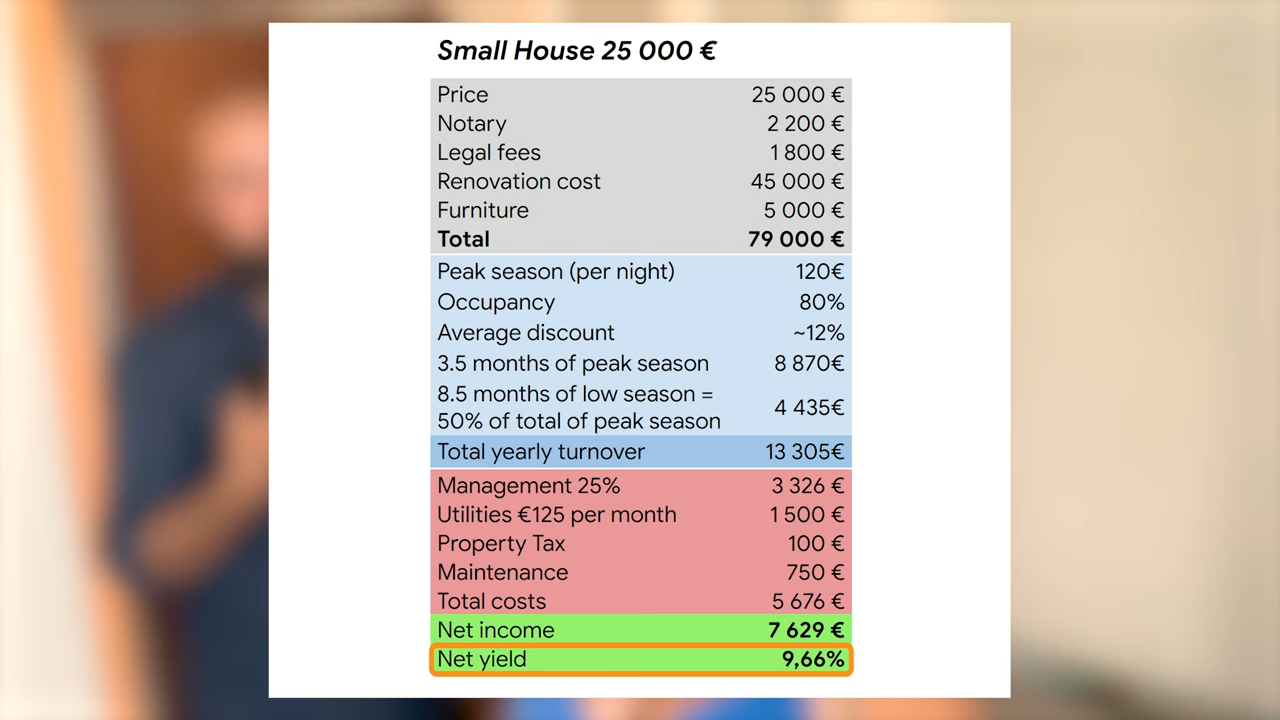 Small House 25 000 €
Price 25 000 €
Notary 2 200 €
Legal fees 1 800 €
Renovation cost 45 000 €
Furniture 5 000 €
Total 79 000 €
Peak season (per night) 120€
Occupancy 80%
Average discount ~12%
3.5 months of peak season 8 870€
8.5 months of low season =
50% of total of peak season 4 435€
Total yearly turnover 13 305€
Management 25% 3 326 €
Utilities €125 per month 1 500 €
Property Tax 100 €
Maintenance 750 €
Total costs 5 676 €
Net income 7 629 €
Net yield 9,66%